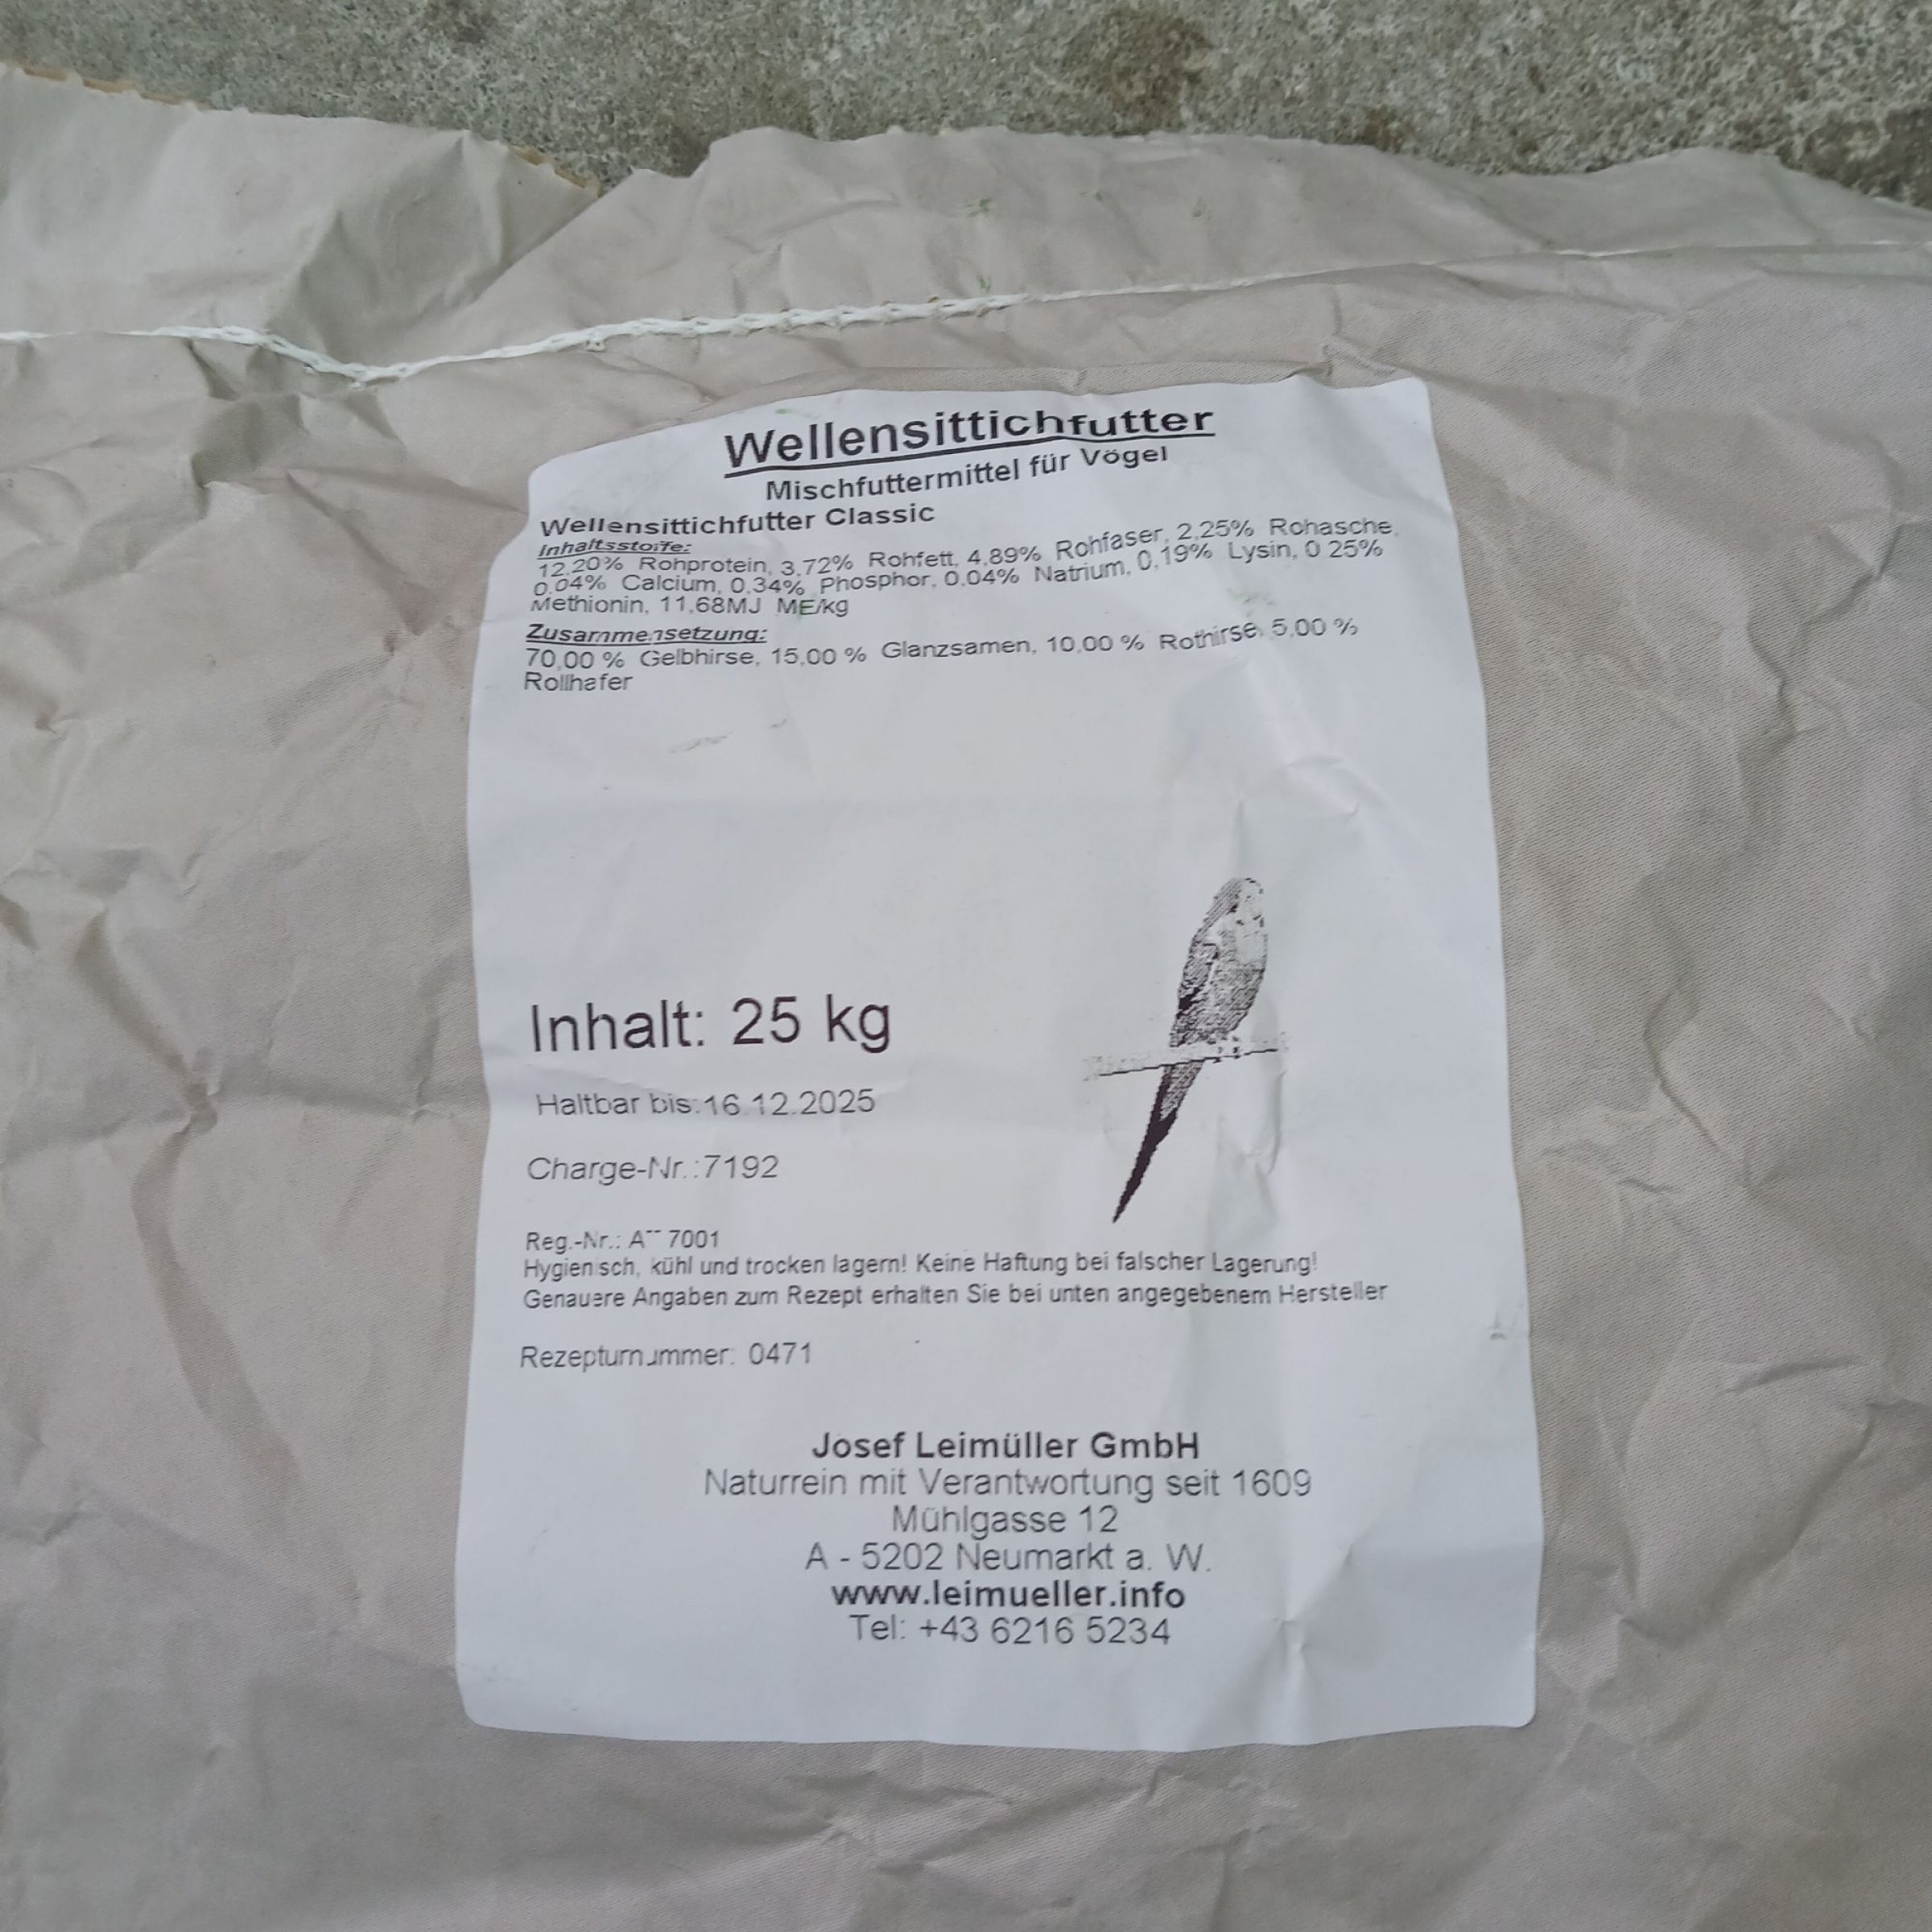 Wellensittichfutter
Mischfuttermittel für Vögel
Wellensittichfutter Classic
Inhaltsstoffe:
12,20% Rohprotein, 3,72% Rohfett, 4,89% Rohfaser, 2,25% Rohasche,
0,04% Calcium, 0,34% Phosphor, 0,04% Natrium, 0,19% Lysin, 0,25%
Methionin, 11,68MJ ME/kg
Zusammensetzung:
70,00 % Gelbhirse, 15,00 % Glanzsamen, 10,00 % Rothirse, 5,00 %
Rollhafer
Inhalt: 25 kg
Haltbar bis:16.12.2025
Charge-Nr.:7192
Reg.-Nr.: 7001
Hygienisch, kühl und trocken lagern! Keine Haftung bei falscher Lagerung!
Genauere Angaben zum Rezept erhalten Sie bei unten angegebenem Hersteller
Rezepturnummer: 0471
Josef Leimüller GmbH
Naturrein mit Verantwortung seit 1609
Mühlgasse 12
A - 5202 Neumarkt a. W.
www.leimueller.info
Tel: +43 6216 5234